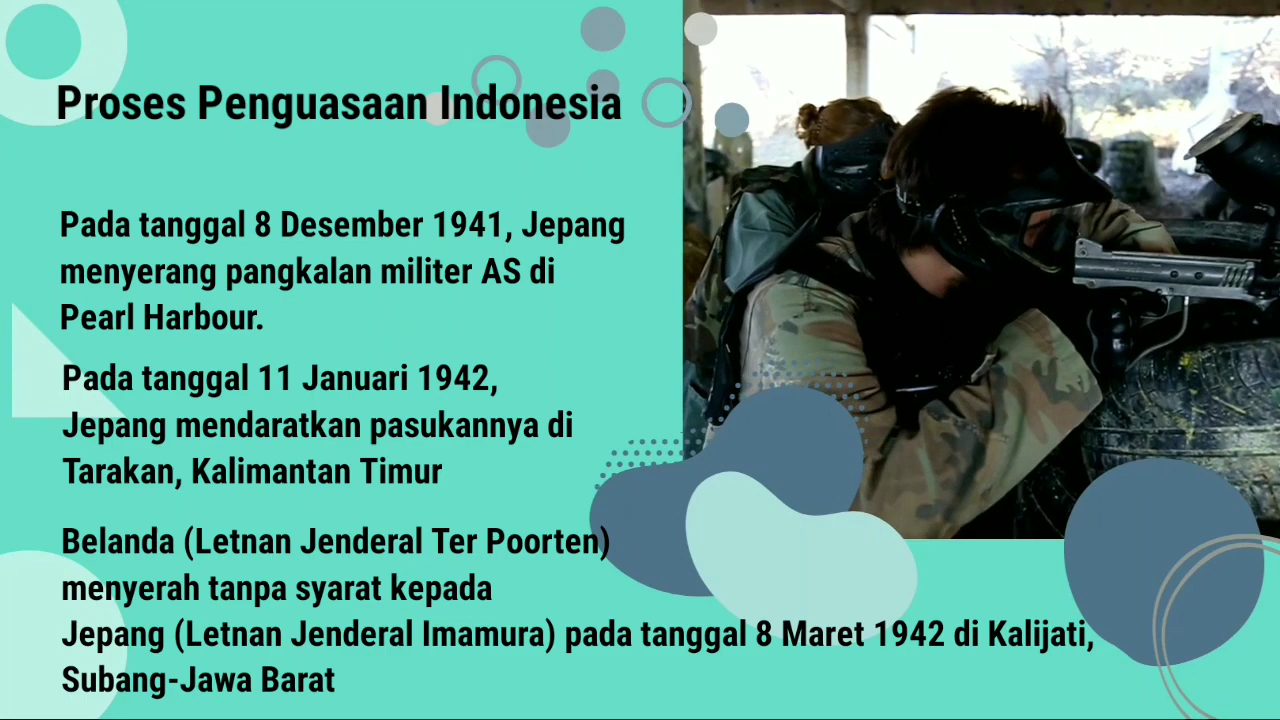 Proses Penguasaan Indonesia
Pada tanggal 8 Desember 1941, Jepang
menyerang pangkalan militer AS di
Pearl Harbour.
Pada tanggal 11 Januari 1942,
Jepang mendaratkan pasukannya di
Tarakan, Kalimantan Timur
Belanda (Letnan Jenderal Ter Poorten)
menyerah tanpa syarat kepada
Jepang (Letnan Jenderal Imamura) pada tanggal 8 Maret 1942 di Kalijati,
Subang-Jawa Barat